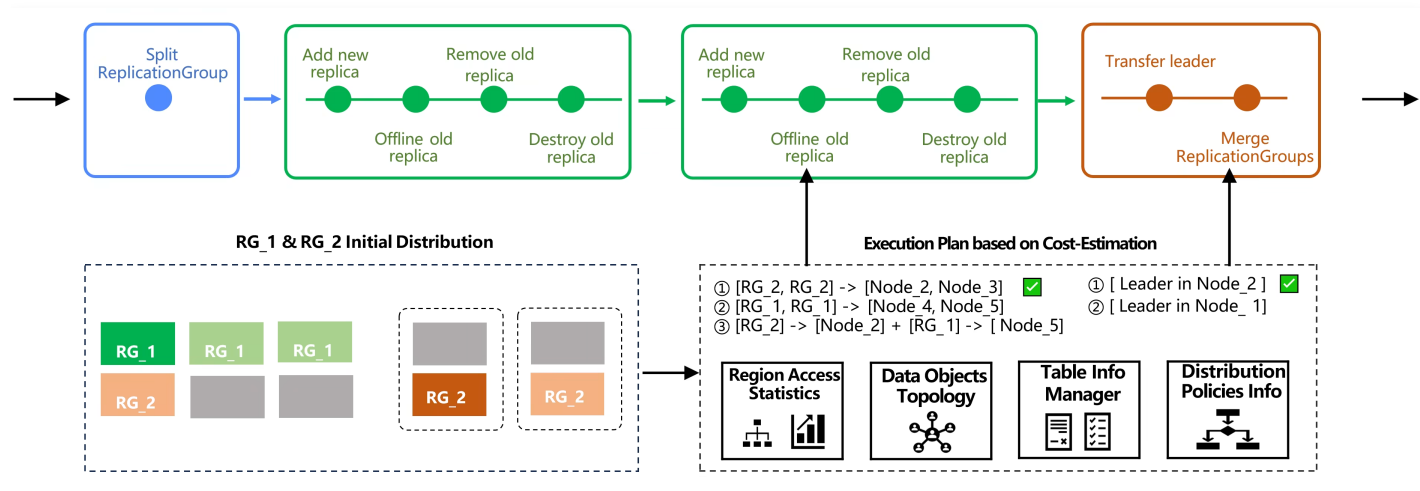 Split
ReplicationGroup
Add new
replica
Remove old
replica
Offline old
replica
Destroy old
replica
Add new
replica
Remove old
replica
Offline old
replica
Destroy old
replica
Transfer leader
Merge
ReplicationGroups
RG_1 & RG_2 Initial Distribution
RG_1
RG_1
RG_1
RG_2
RG_2
RG_2
Execution Plan based on Cost-Estimation
① [RG_2, RG_2] -> [Node_2, Node_3]
② [RG_1, RG_1] -> [Node_4, Node_5]
③ [RG_2] -> [Node_2] + [RG_1] -> [ Node_5]
① [ Leader in Node_2 ]
② [ Leader in Node_ 1]
Region Access
Statistics
Data Objects
Topology
Table Info
Manager
Distribution
Policies Info